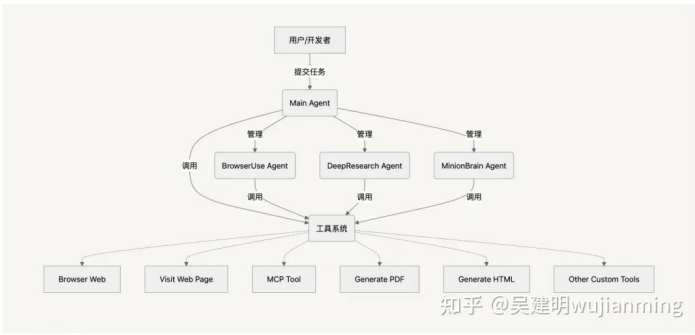 用户/开发者
提交任务
Main Agent
管理
管理
管理
调用
BrowserUse Agent
DeepResearch Agent
MinionBrain Agent
调用
调用
调用
工具系统
Browser Web
Visit Web Page
MCP Tool
Generate PDF
Generate HTML
Other Custom Tools
知乎 @吴建明wujianming